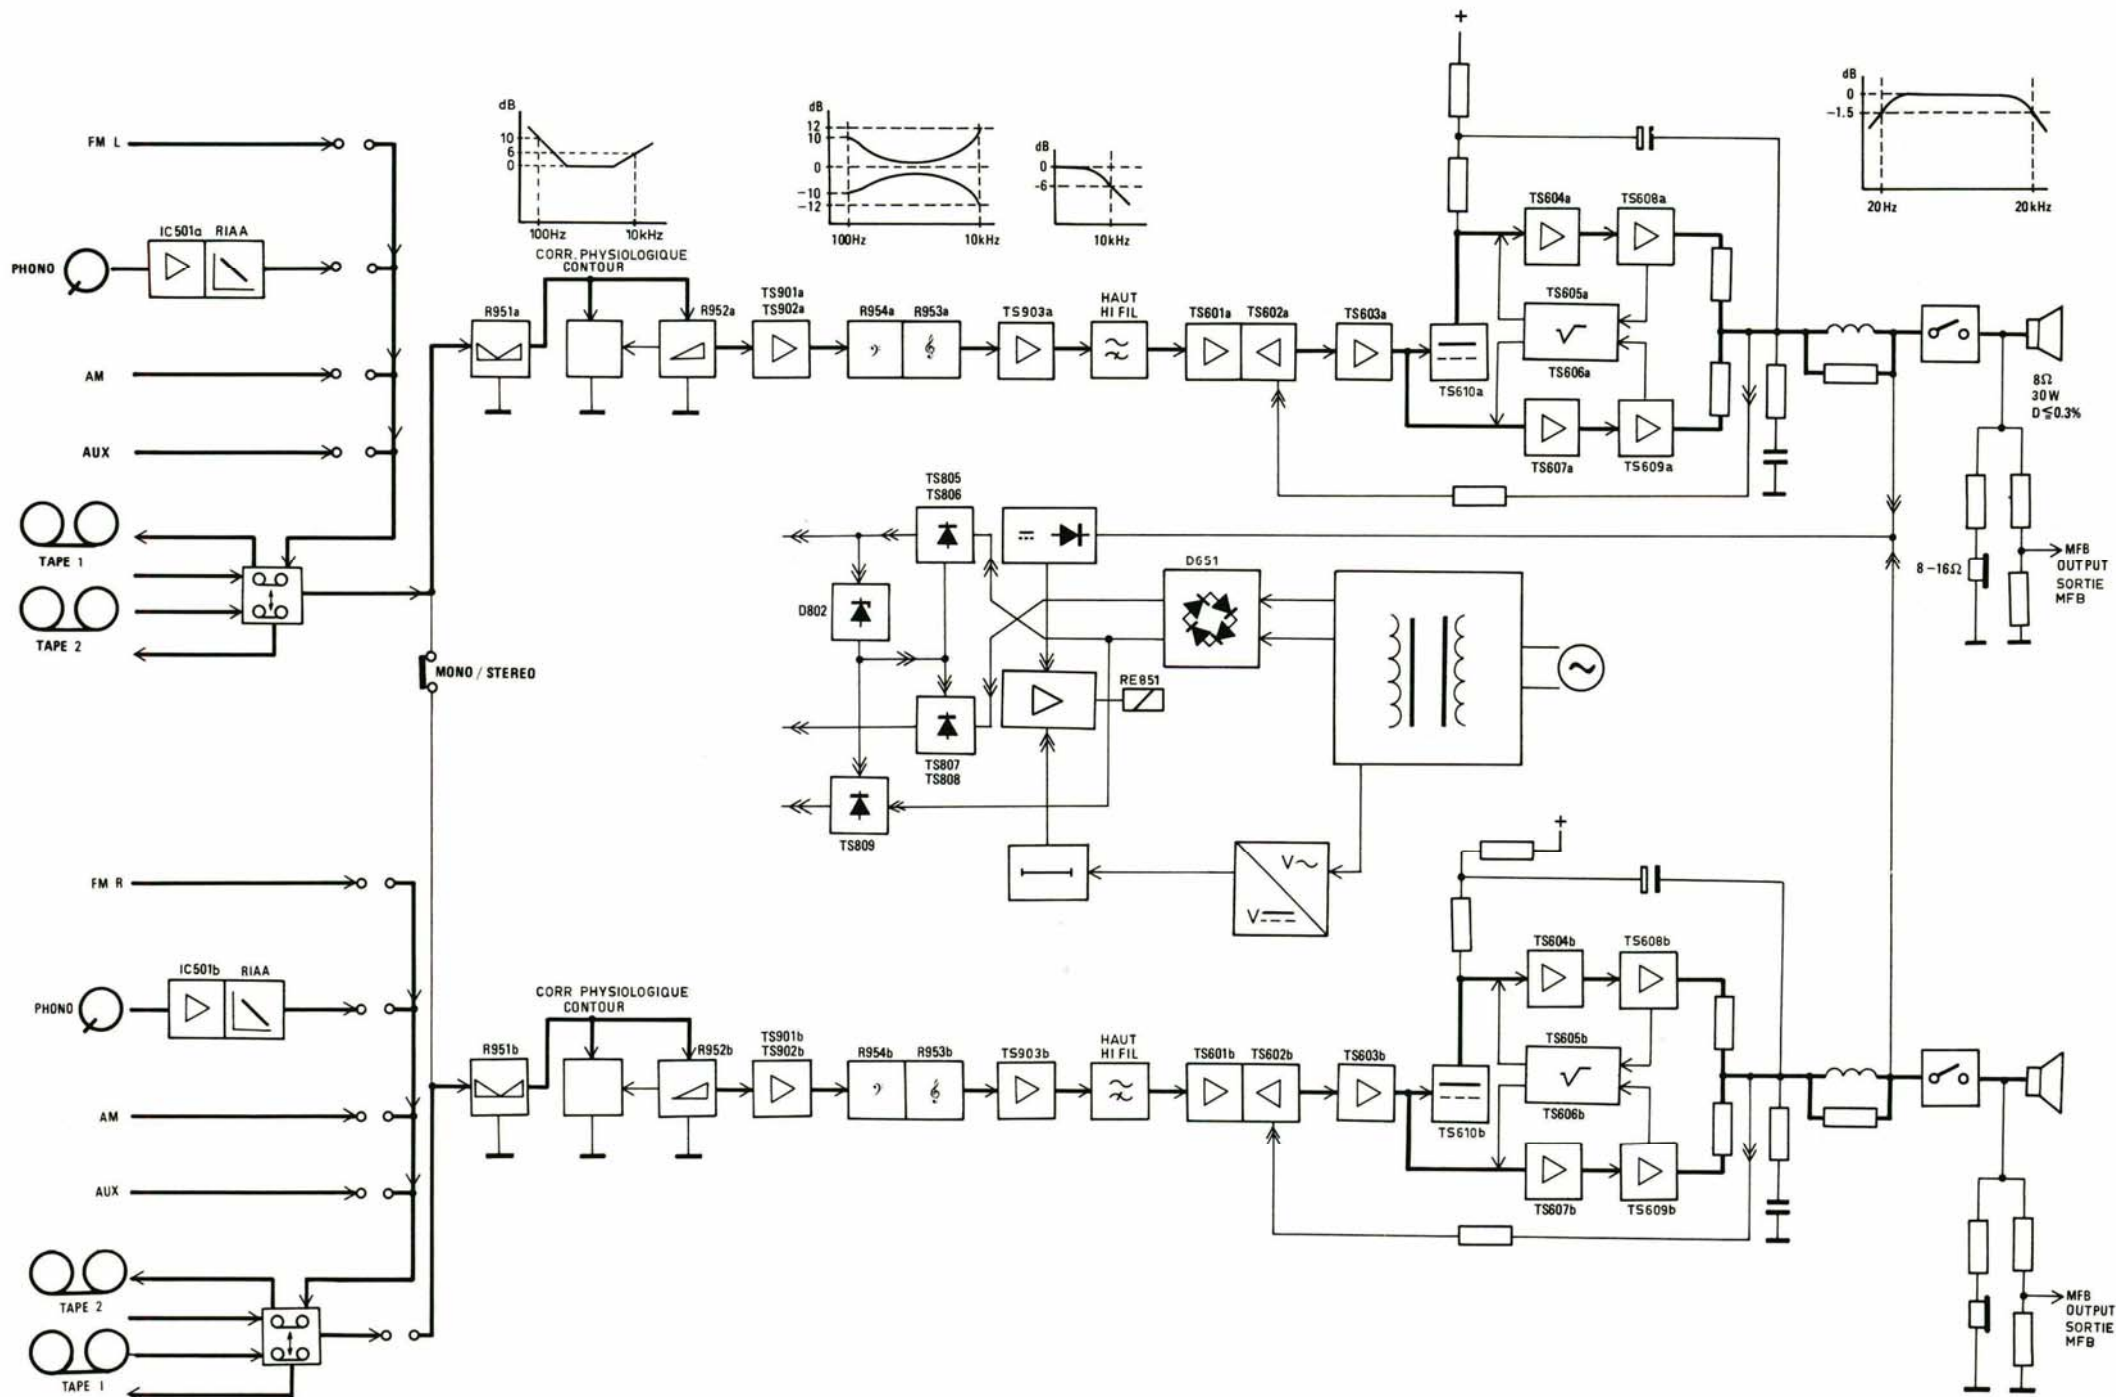 FM L
PHONO
IC501a RIAA
AM
AUX
TAPE 1
TAPE 2
MONO / STEREO
dB
10
6
0
100Hz 10kHz
CORR. PHYSIOLOGIQUE
CONTOUR
R951a
R952a
TS901a
TS902a
dB
12
10
0
-10
-12
100Hz 10kHz
R954a R953a
TS903a
dB
0
-6
10kHz
HAUT
HI FIL
TS601a TS602a
TS603a
+
TS610a
TS604a TS608a
TS605a
√
TS606a
TS607a TS609a
dB
0
-1.5
20Hz 20kHz
8Ω
30W
D≦0.3%
8-16Ω
MFB
OUTPUT
SORTIE
MFB
TS805
TS806
D802
TS807
TS808
TS809
D651
RE851
V~
V
+
FM R
PHONO
IC501b RIAA
AM
AUX
TAPE 2
TAPE 1
CORR PHYSIOLOGIQUE
CONTOUR
R951b
R952b
TS901b
TS902b
R954b R953b
TS903b
HAUT
HI FIL
TS601b TS602b
TS603b
TS610b
TS604b TS608b
TS605b
√
TS606b
TS607b TS609b
MFB
OUTPUT
SORTIE
MFB